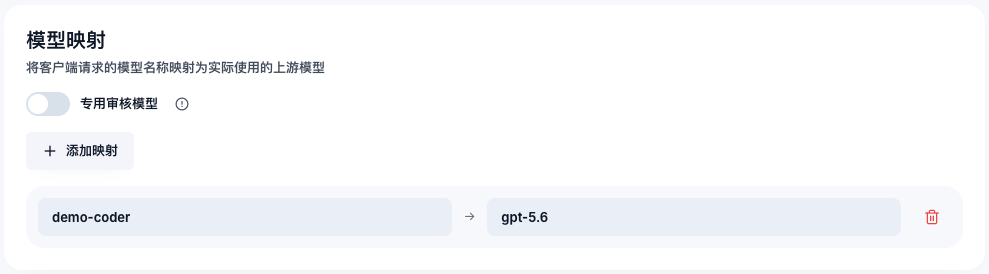 模型映射
将客户端请求的模型名称映射为实际使用的上游模型
专用审核模型
添加映射
demo-coder → gpt-5.6